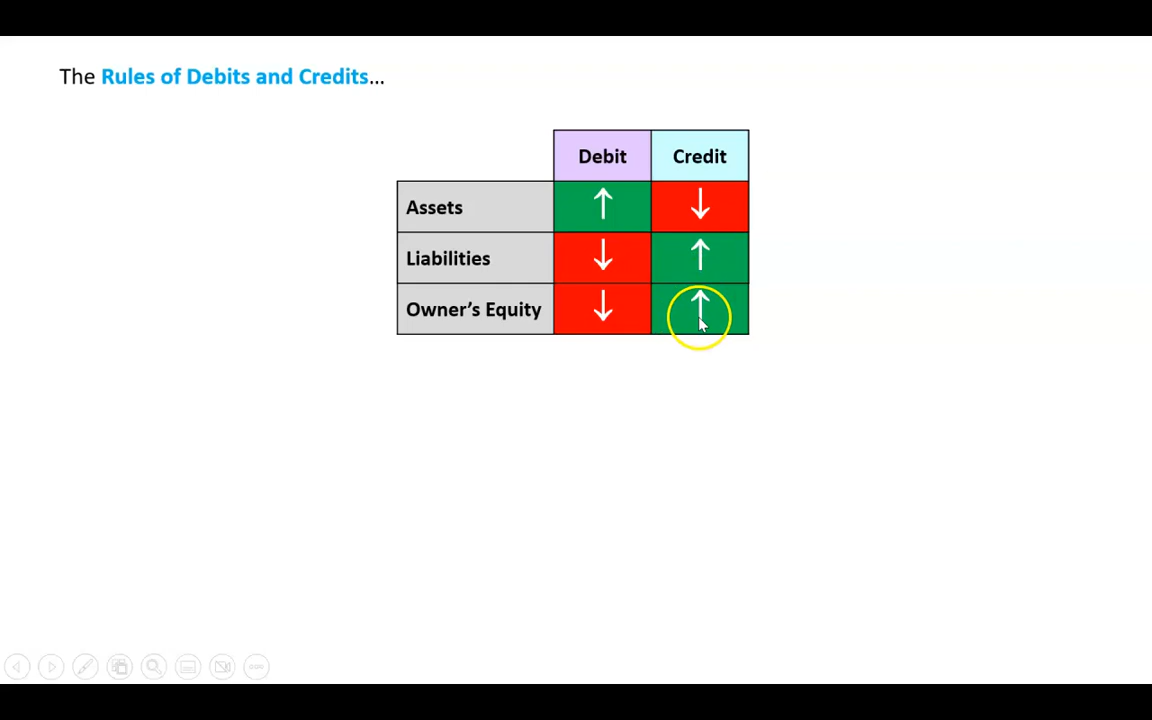 The Rules of Debits and Credits...
Debit Credit
Assets ↑ ↓
Liabilities ↓ ↑
Owner’s Equity ↓ ↑